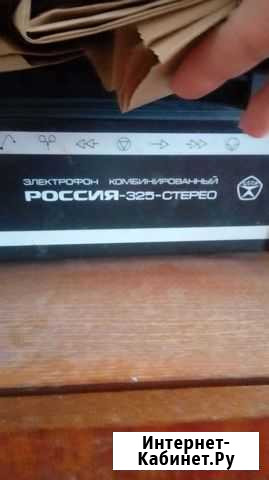 ЭЛЕКТРОФОН КОМБИНИРОВАННЫЙ
РОССИЯ-325-СТЕРЕО
Интернет-
Кабинет.Ру